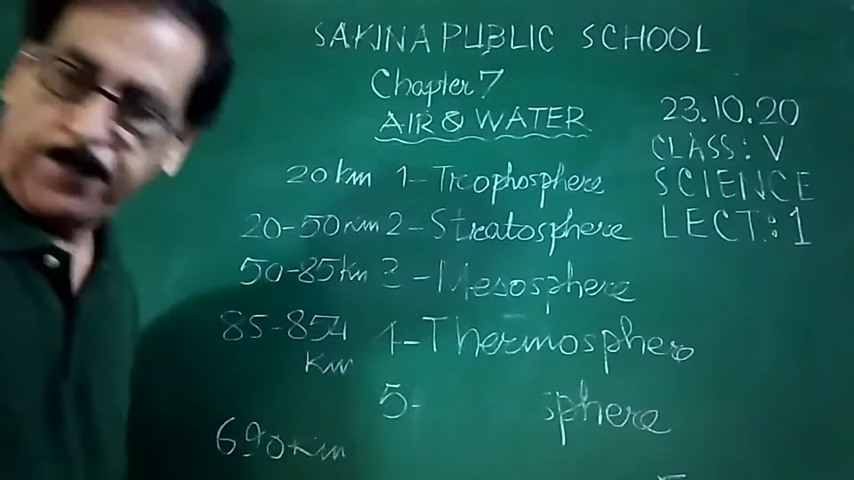 SAKINA PUBLIC SCHOOL
Chapter 7
AIR & WATER
23.10.20
CLASS: V
SCIENCE
LECT: 1
20 km 1- Trophosphere
20-50 km 2- Stratosphere
50-85 km 3 - Mesosphere
85-854 km 4- Thermosphere
5- sphere
690 km